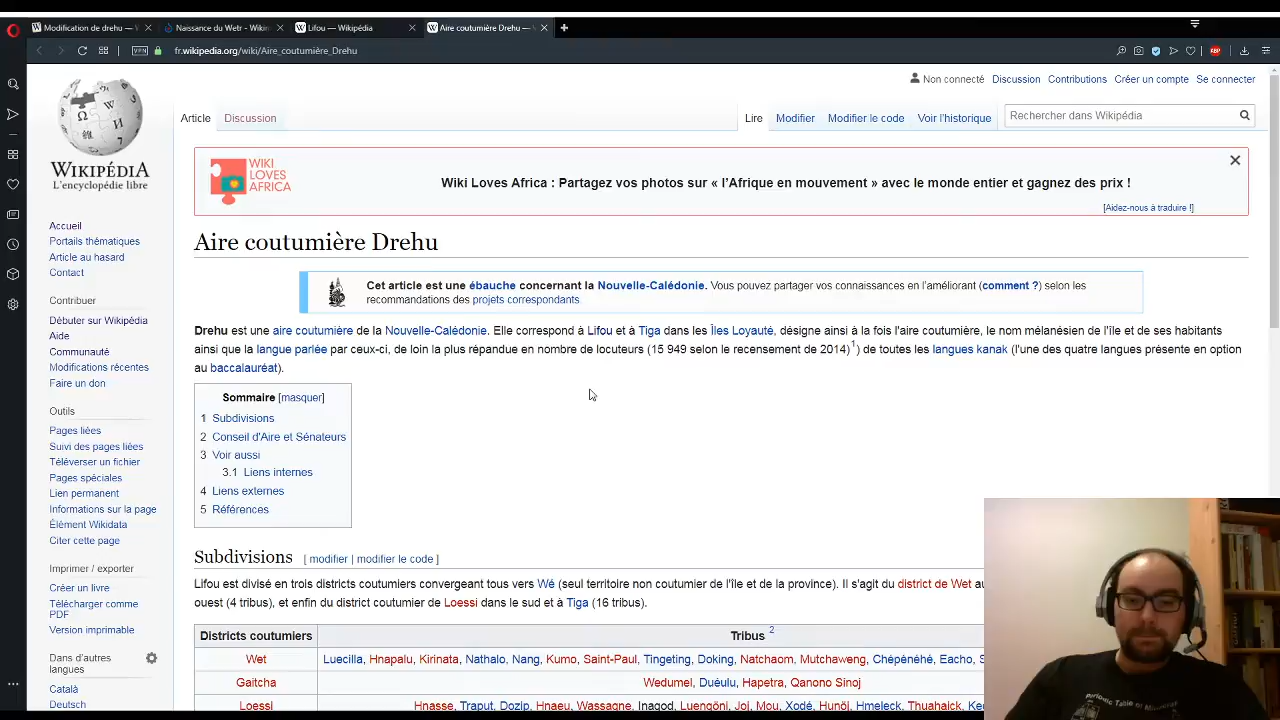 Modification de drehu —
Naissance du Wetr - Wikin
Lifou — Wikipédia
Aire coutumière Drehu —
VPN
fr.wikipedia.org/wiki/Aire_coutumière_Drehu
ABP
Non connecté Discussion Contributions Créer un compte Se connecter
Article Discussion
Lire Modifier Modifier le code Voir l'historique
Rechercher dans Wikipédia
WIKIPÉDIA
L'encyclopédie libre
Accueil
Portails thématiques
Article au hasard
Contact
Contribuer
Débuter sur Wikipédia
Aide
Communauté
Modifications récentes
Faire un don
Outils
Pages liées
Suivi des pages liées
Téléverser un fichier
Pages spéciales
Lien permanent
Informations sur la page
Élément Wikidata
Citer cette page
Imprimer / exporter
Créer un livre
Télécharger comme
PDF
Version imprimable
Dans d'autres
langues
Català
Deutsch
WIKI
LOVES
AFRICA
Wiki Loves Africa : Partagez vos photos sur « l'Afrique en mouvement » avec le monde entier et gagnez des prix !
[Aidez-nous à traduire !]
Aire coutumière Drehu
Cet article est une ébauche concernant la Nouvelle-Calédonie. Vous pouvez partager vos connaissances en l'améliorant (comment ?) selon les
recommandations des projets correspondants.
Drehu est une aire coutumière de la Nouvelle-Calédonie. Elle correspond à Lifou et à Tiga dans les Îles Loyauté, désigne ainsi à la fois l'aire coutumière, le nom mélanésien de l'île et de ses habitants
ainsi que la langue parlée par ceux-ci, de loin la plus répandue en nombre de locuteurs (15 949 selon le recensement de 2014)1) de toutes les langues kanak (l'une des quatre langues présente en option
au baccalauréat).
Sommaire [masquer]
1 Subdivisions
2 Conseil d'Aire et Sénateurs
3 Voir aussi
3.1 Liens internes
4 Liens externes
5 Références
Subdivisions [ modifier | modifier le code ]
Lifou est divisé en trois districts coutumiers convergeant tous vers Wé (seul territoire non coutumier de l'île et de la province). Il s'agit du district de Wet au
ouest (4 tribus), et enfin du district coutumier de Loessi dans le sud et à Tiga (16 tribus).
Districts coutumiers Tribus 2
Wet Luecilla, Hnapalu, Kirinata, Nathalo, Nang, Kumo, Saint-Paul, Tingeting, Doking, Natchaom, Mutchaweng, Chépénéhé, Eacho, S
Gaitcha Wedumel, Duéulu, Hapetra, Qanono Sinoj
Loessi Hnasse, Traput, Dozip, Hnaeu, Wassagne, Inagod, Luengöni, Joj, Mou, Xodé, Hunöj, Hmeleck, Thuahaick,